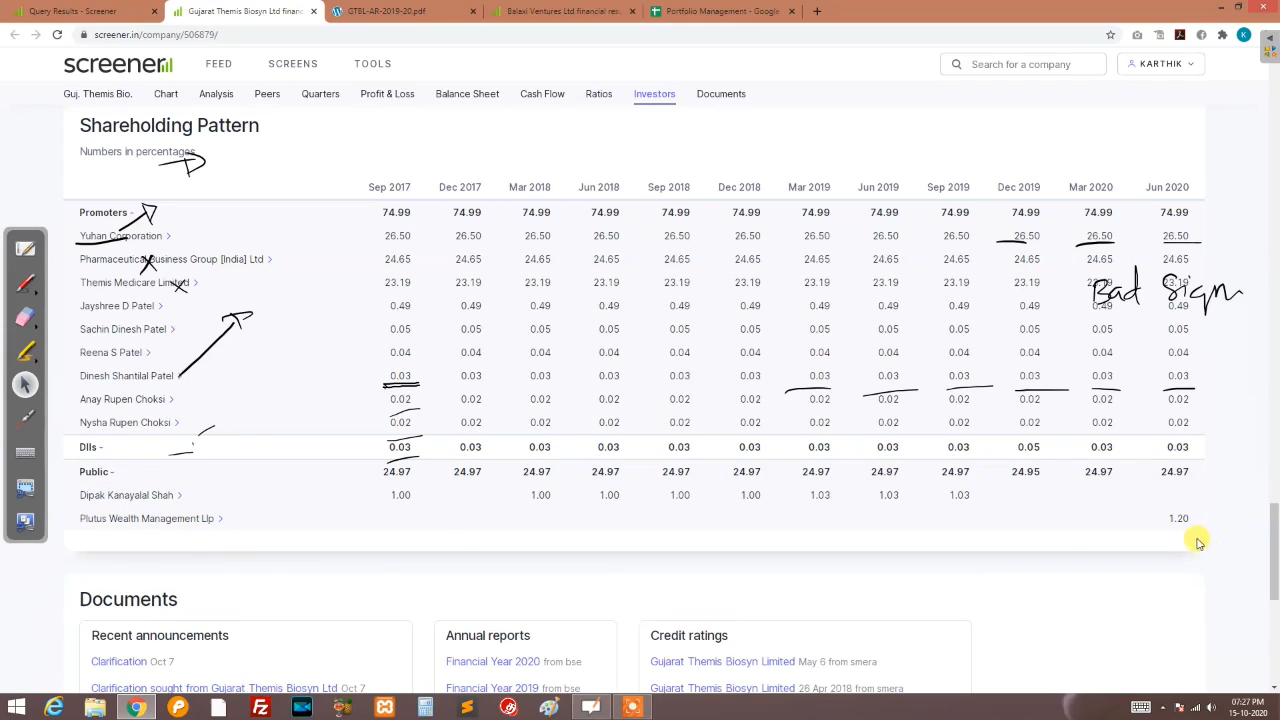 Query Results - Screener
Gujarat Themis Biosyn Ltd financ
GTBL-AR-2019-20.pdf
Balaxi Ventures Ltd financial res
Portfolio Management - Google
screener.in/company/506879/
K
screener
FEED
SCREENS
TOOLS
Search for a company
KARTHIK
Guj. Themis Bio.
Chart
Analysis
Peers
Quarters
Profit & Loss
Balance Sheet
Cash Flow
Ratios
Investors
Documents
Shareholding Pattern
Numbers in percentages
Sep 2017 Dec 2017 Mar 2018 Jun 2018 Sep 2018 Dec 2018 Mar 2019 Jun 2019 Sep 2019 Dec 2019 Mar 2020 Jun 2020
Promoters - 74.99 74.99 74.99 74.99 74.99 74.99 74.99 74.99 74.99 74.99 74.99 74.99
Yuhan Corporation 26.50 26.50 26.50 26.50 26.50 26.50 26.50 26.50 26.50 26.50 26.50 26.50
Pharmaceutical Business Group [India] Ltd 24.65 24.65 24.65 24.65 24.65 24.65 24.65 24.65 24.65 24.65 24.65 24.65
Themis Medicare Limited 23.19 23.19 23.19 23.19 23.19 23.19 23.19 23.19 23.19 23.19 23.19 23.19
Bad Sign
Jayshree D Patel 0.49 0.49 0.49 0.49 0.49 0.49 0.49 0.49 0.49 0.49 0.49 0.49
Sachin Dinesh Patel 0.05 0.05 0.05 0.05 0.05 0.05 0.05 0.05 0.05 0.05 0.05 0.05
Reena S Patel 0.04 0.04 0.04 0.04 0.04 0.04 0.04 0.04 0.04 0.04 0.04 0.04
Dinesh Shantilal Patel 0.03 0.03 0.03 0.03 0.03 0.03 0.03 0.03 0.03 0.03 0.03 0.03
Anay Rupen Choksi 0.02 0.02 0.02 0.02 0.02 0.02 0.02 0.02 0.02 0.02 0.02 0.02
Nysha Rupen Choksi 0.02 0.02 0.02 0.02 0.02 0.02 0.02 0.02 0.02 0.02 0.02 0.02
DIIs - 0.03 0.03 0.03 0.03 0.03 0.03 0.03 0.03 0.03 0.05 0.03 0.03
Public - 24.97 24.97 24.97 24.97 24.97 24.97 24.97 24.97 24.97 24.95 24.97 24.97
Dipak Kanayalal Shah 1.00 1.00 1.00 1.00 1.00 1.03 1.03 1.03
Plutus Wealth Management Llp 1.20
Documents
Recent announcements
Clarification Oct 7
Clarification sought from Gujarat Themis Biosyn Ltd Oct 7
Annual reports
Financial Year 2020 from bse
Financial Year 2019 from bse
Credit ratings
Gujarat Themis Biosyn Limited May 6 from smera
Gujarat Themis Biosyn Limited 26 Apr 2018 from smera
07:27 PM
15-10-2020